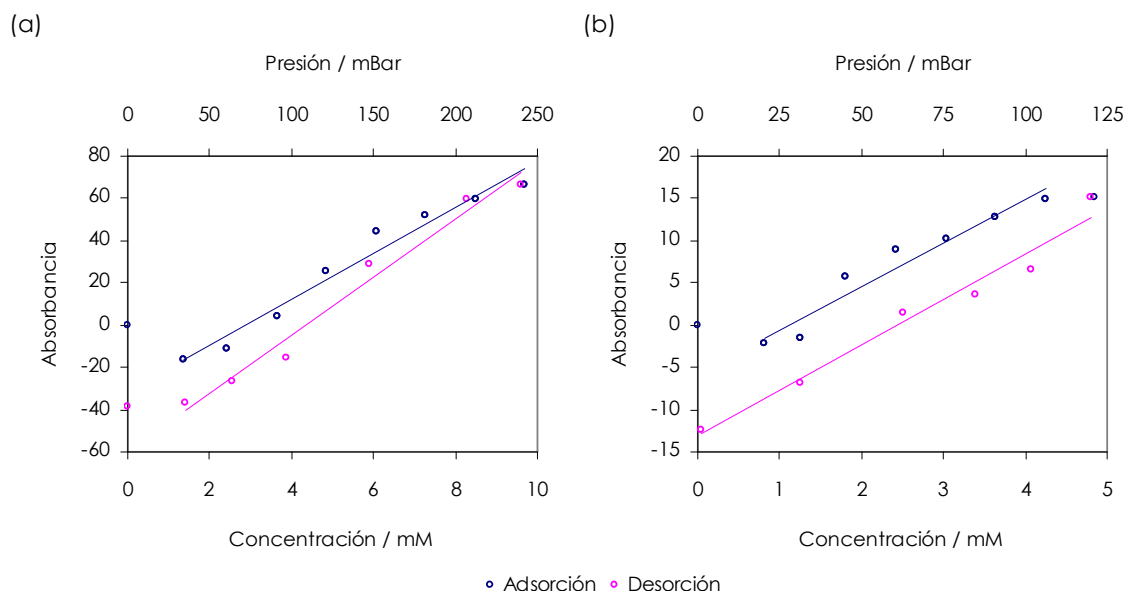 (a)
Presión / mBar
0 50 100 150 200 250
80
60
40
20
0
-20
-40
-60
Absorbancia
0 2 4 6 8 10
Concentración / mM
(b)
Presión / mBar
0 25 50 75 100 125
20
15
10
5
0
-5
-10
-15
Absorbancia
0 1 2 3 4 5
Concentración / mM
Adsorción Desorción